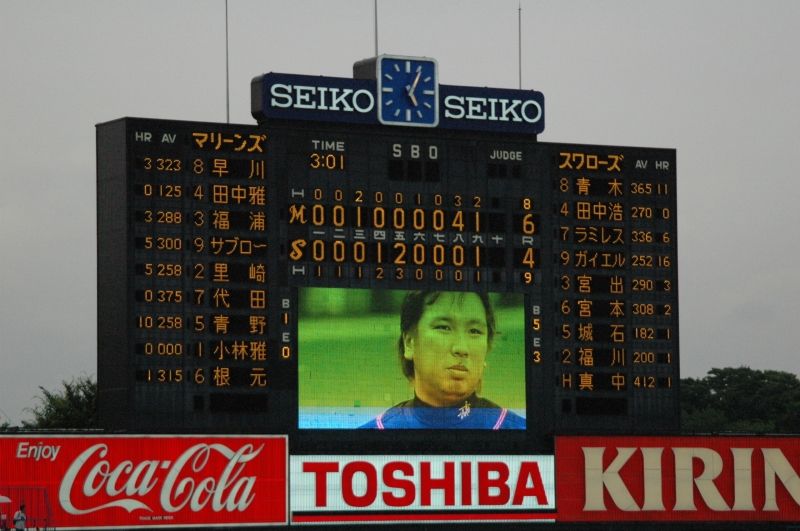 SEIKO SEIKO
HR AV マリーンズ
3 323 8 早川
0 125 4 田中雅
3 288 3 福浦
5 300 9 サブロー
5 258 2 里崎
0 375 7 代田
10 258 5 青野
0 000 1 小林雅
1 315 6 根元
TIME
3:01
S B O
JUDGE
H 0 0 2 0 0 1 0 3 2 8
M 0 0 1 0 0 0 0 4 1 6
一 二 三 四 五 六 七 八 九 十 R
S 0 0 0 1 2 0 0 0 1 4
H 1 1 1 2 3 0 0 0 1 9
B 1 E 0
B 5 E 3
スワローズ AV HR
8 青木 365 11
4 田中浩 270 0
7 ラミレス 336 6
9 ガイエル 252 16
3 宮出 290 3
6 宮本 308 2
5 城石 182 1
2 福川 200 1
H 真中 412 1
Enjoy
Coca-Cola
TRADE MARK
TOSHIBA
KIRIN